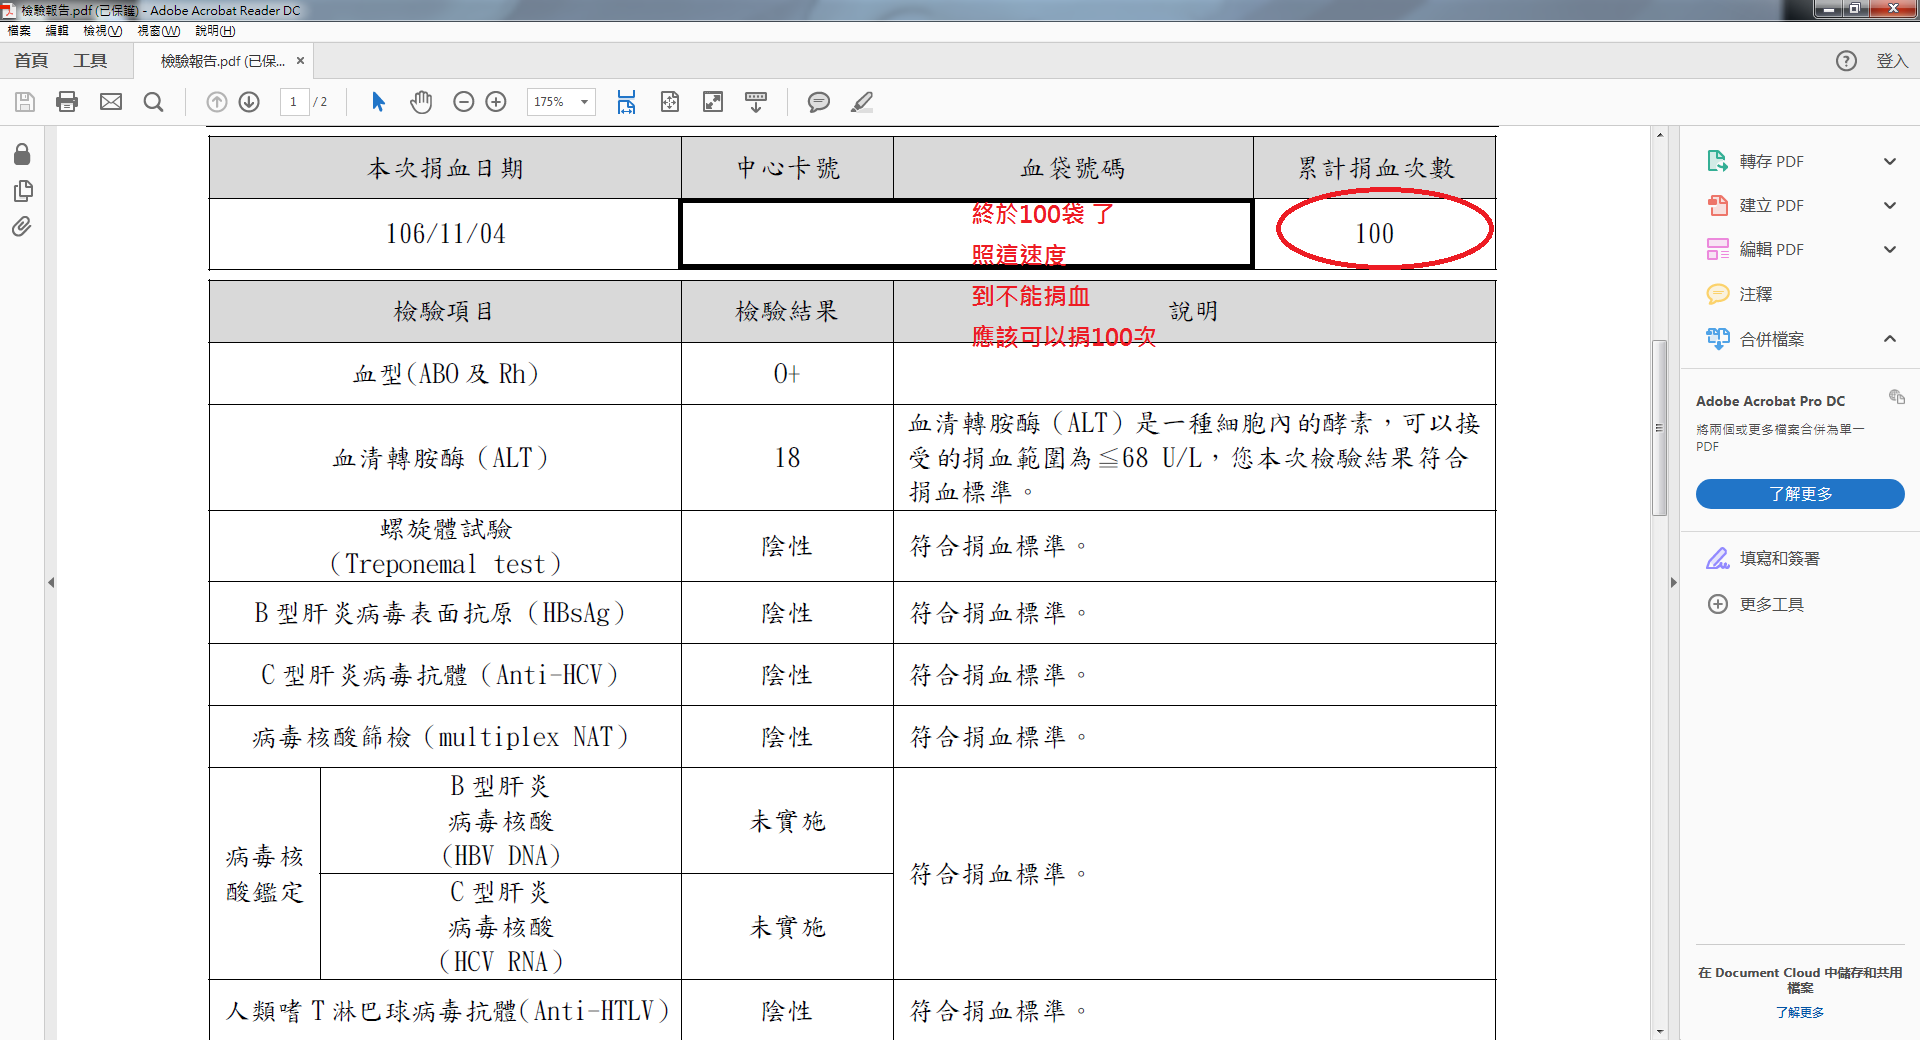 檢驗報告.pdf (已保護) - Adobe Acrobat Reader DC
檔案 編輯 檢視(V) 視窗(W) 說明(H)
首頁 工具 檢驗報告.pdf (已保... × ? 登入
1 / 2 175%
本次捐血日期 中心卡號 血袋號碼 累計捐血次數
106/11/04 100
終於100袋 了
照這速度
到不能捐血
應該可以捐100次
檢驗項目 檢驗結果 說明
血型(ABO 及 Rh) O+
血清轉胺酶（ALT） 18
血清轉胺酶（ALT）是一種細胞內的酵素，可以接
受的捐血範圍為≦68 U/L，您本次檢驗結果符合
捐血標準。
螺旋體試驗
（Treponemal test） 陰性 符合捐血標準。
B 型肝炎病毒表面抗原（HBsAg） 陰性 符合捐血標準。
C 型肝炎病毒抗體（Anti-HCV） 陰性 符合捐血標準。
病毒核酸篩檢（multiplex NAT） 陰性 符合捐血標準。
病毒核
酸鑑定
B 型肝炎
病毒核酸
(HBV DNA) 未實施
C 型肝炎
病毒核酸
(HCV RNA) 未實施
符合捐血標準。
人類嗜 T 淋巴球病毒抗體(Anti-HTLV) 陰性 符合捐血標準。
轉存 PDF
建立 PDF
編輯 PDF
注釋
合併檔案
Adobe Acrobat Pro DC
將兩個或更多檔案合併為單一
PDF
了解更多
填寫和簽署
更多工具
在 Document Cloud 中儲存和共用
檔案
了解更多